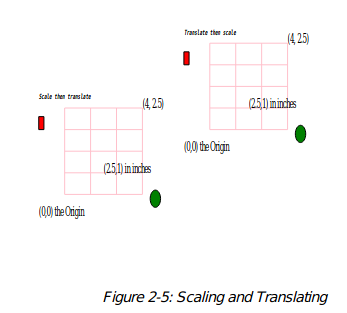 Translate then scale
(4, 2.5)
(2.5,1) in inches
(0,0) the Origin
Scale then translate
(4, 2.5)
(2.5,1) in inches
(0,0) the Origin
Figure 2-5: Scaling and Translating